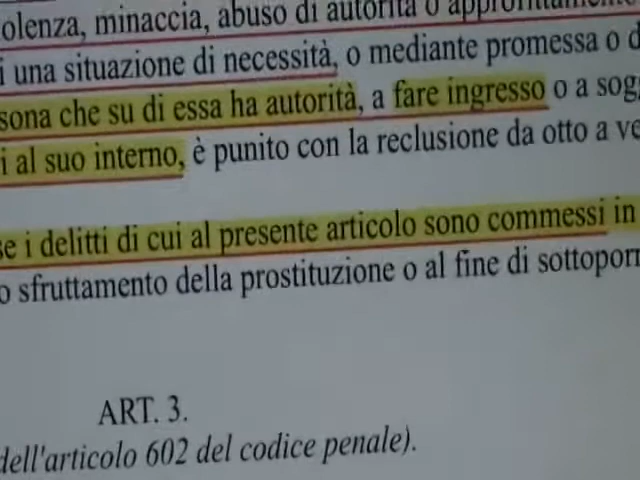 olenza, minaccia, abuso di autorità o approfittamento
i una situazione di necessità, o mediante promessa o d
sona che su di essa ha autorità, a fare ingresso o a sog
i al suo interno, è punito con la reclusione da otto a ve
se i delitti di cui al presente articolo sono commessi in
o sfruttamento della prostituzione o al fine di sottoporr
ART. 3.
dell'articolo 602 del codice penale).